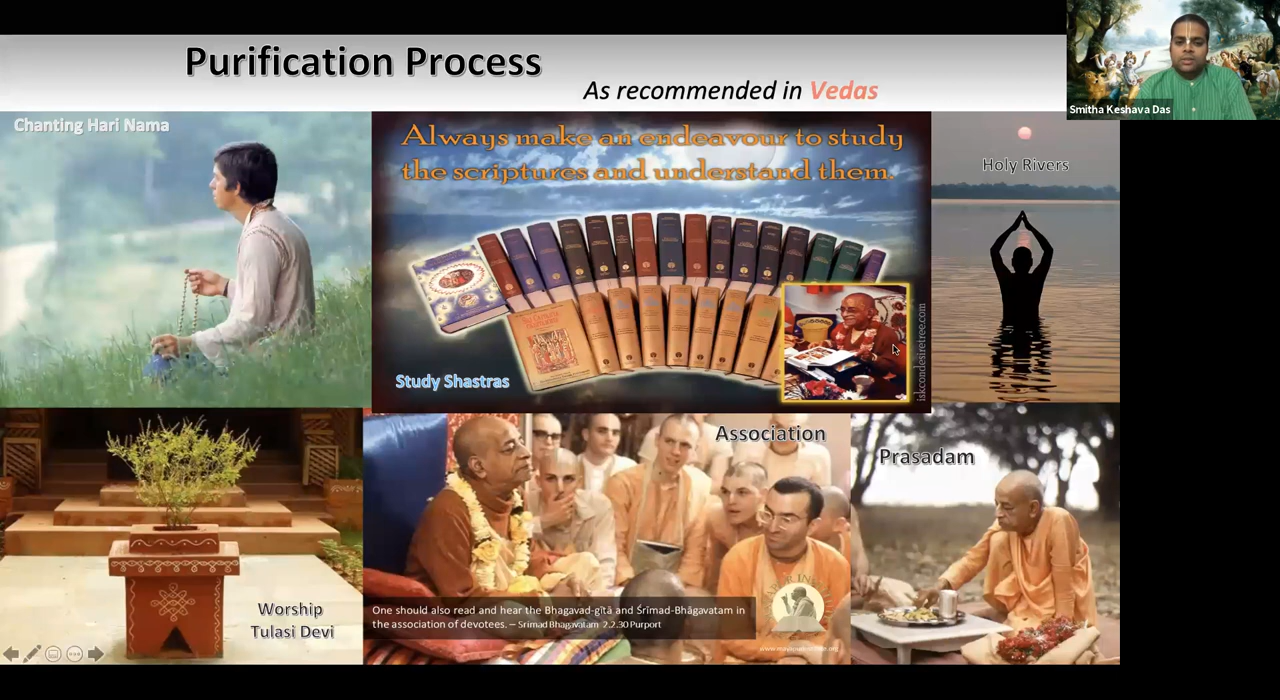 Purification Process
As recommended in Vedas
Smitha Keshava Das
Chanting Hari Nama
Always make an endeavour to study
the scriptures and understand them.
Study Shastras
iskcondesiretree.com
Holy Rivers
Worship
Tulasi Devi
Association
One should also read and hear the Bhagavad-gītā and Śrīmad-Bhāgavatam in
the association of devotees. – Srimad Bhagavatam 2.2.30 Purport
Prasadam